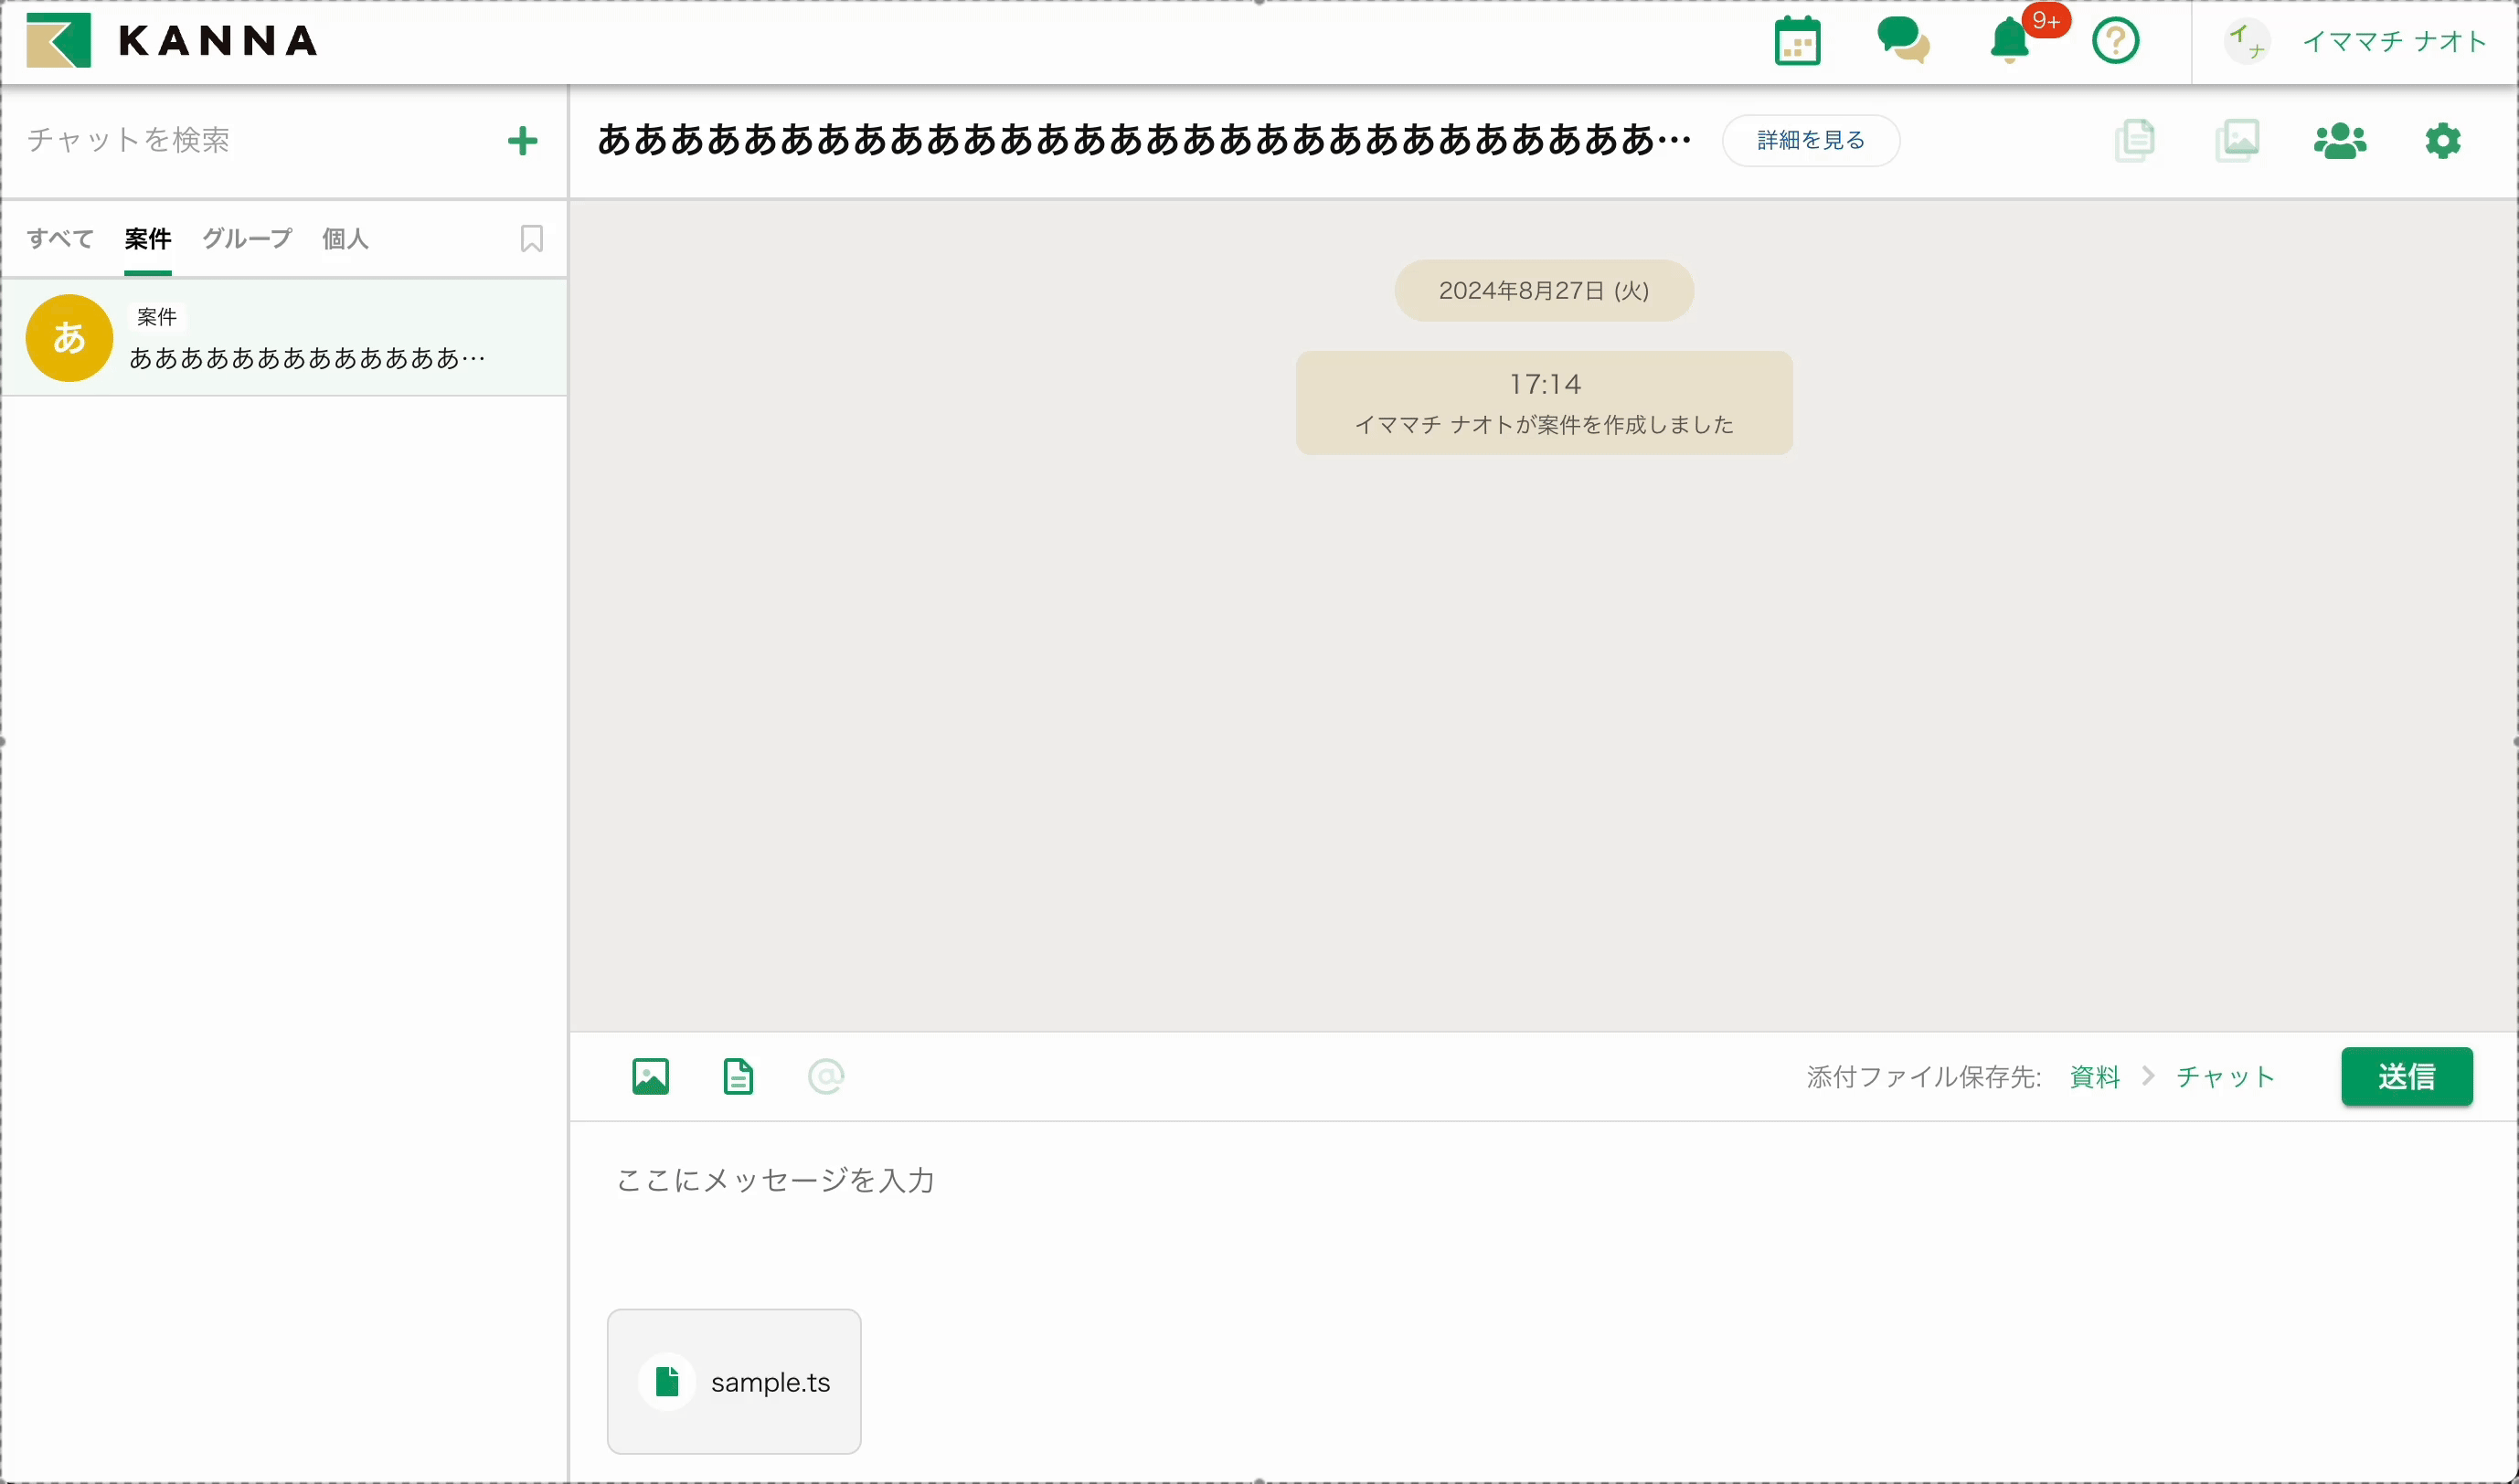 KANNA
9+
イナ
イママチ ナオト
チャットを検索
あああああああああああああああああああああああああああああ…
詳細を見る
すべて 案件 グループ 個人
あ
案件
あああああああああああああ…
2024年8月27日 (火)
17:14
イママチ ナオトが案件を作成しました
添付ファイル保存先: 資料 チャット
送信
ここにメッセージを入力
sample.ts